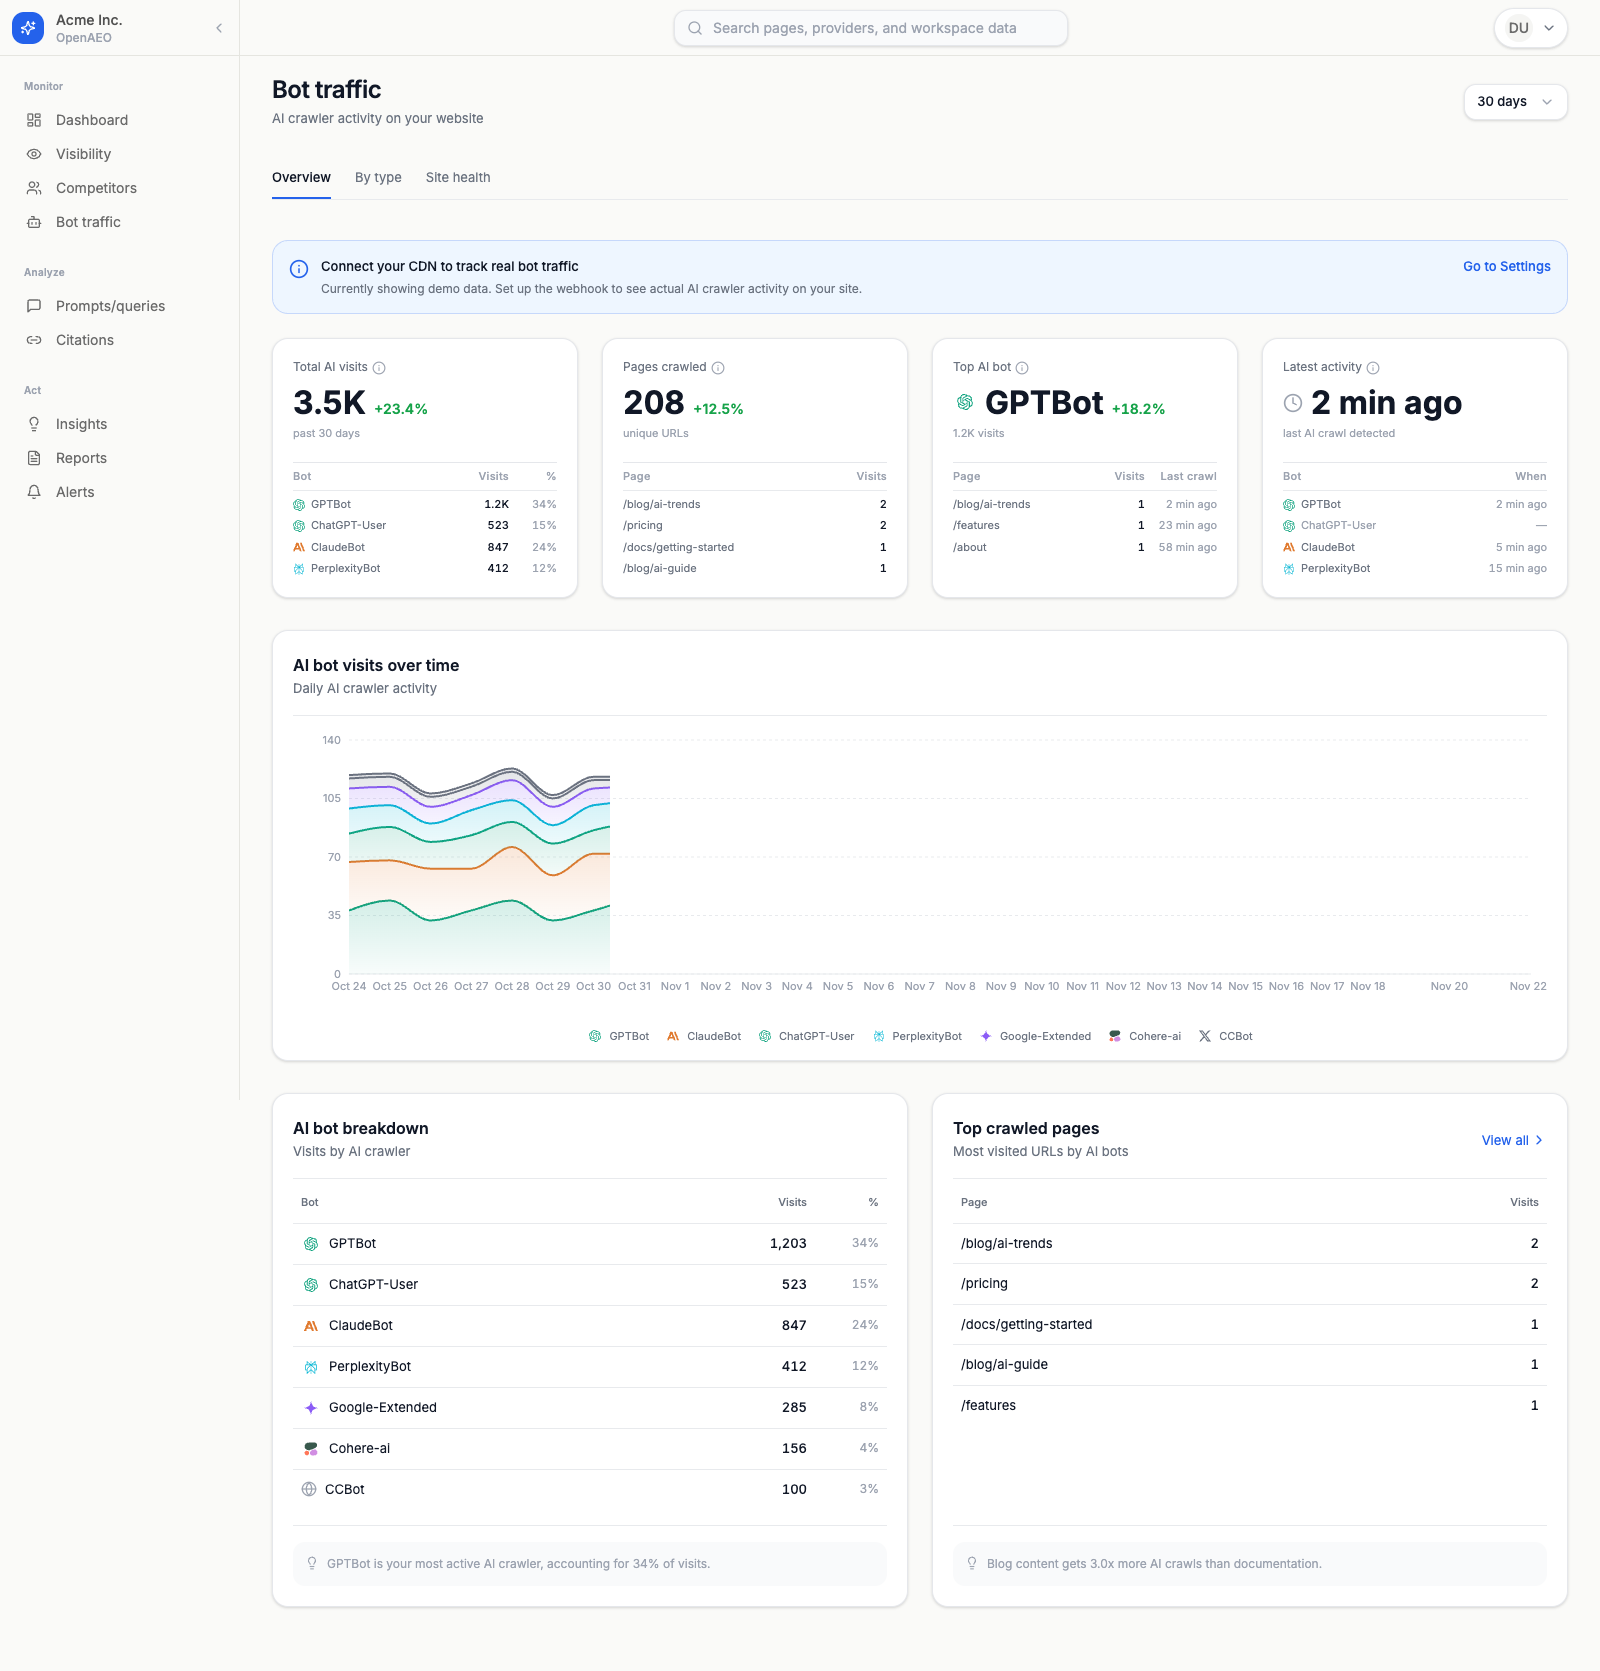 Acme Inc.
OpenAEO
Search pages, providers, and workspace data
DU
Monitor
Dashboard
Visibility
Competitors
Bot traffic
Analyze
Prompts/queries
Citations
Act
Insights
Reports
Alerts
Bot traffic
AI crawler activity on your website
30 days
Overview By type Site health
Connect your CDN to track real bot traffic
Go to Settings
Currently showing demo data. Set up the webhook to see actual AI crawler activity on your site.
Total AI visits
3.5K +23.4%
past 30 days
Bot Visits %
GPTBot 1.2K 34%
ChatGPT-User 523 15%
ClaudeBot 847 24%
PerplexityBot 412 12%
Pages crawled
208 +12.5%
unique URLs
Page Visits
/blog/ai-trends 2
/pricing 2
/docs/getting-started 1
/blog/ai-guide 1
Top AI bot
GPTBot +18.2%
1.2K visits
Page Visits Last crawl
/blog/ai-trends 1 2 min ago
/features 1 23 min ago
/about 1 58 min ago
Latest activity
2 min ago
last AI crawl detected
Bot When
GPTBot 2 min ago
ChatGPT-User —
ClaudeBot 5 min ago
PerplexityBot 15 min ago
AI bot visits over time
Daily AI crawler activity
140
105
70
35
0
Oct 24 Oct 25 Oct 26 Oct 27 Oct 28 Oct 29 Oct 30 Oct 31 Nov 1 Nov 2 Nov 3 Nov 4 Nov 5 Nov 6 Nov 7 Nov 8 Nov 9 Nov 10 Nov 11 Nov 12 Nov 13 Nov 14 Nov 15 Nov 16 Nov 17 Nov 18 Nov 20 Nov 22
GPTBot ClaudeBot ChatGPT-User PerplexityBot Google-Extended Cohere-ai CCBot
AI bot breakdown
Visits by AI crawler
Bot Visits %
GPTBot 1,203 34%
ChatGPT-User 523 15%
ClaudeBot 847 24%
PerplexityBot 412 12%
Google-Extended 285 8%
Cohere-ai 156 4%
CCBot 100 3%
GPTBot is your most active AI crawler, accounting for 34% of visits.
Top crawled pages
Most visited URLs by AI bots
View all
Page Visits
/blog/ai-trends 2
/pricing 2
/docs/getting-started 1
/blog/ai-guide 1
/features 1
Blog content gets 3.0x more AI crawls than documentation.